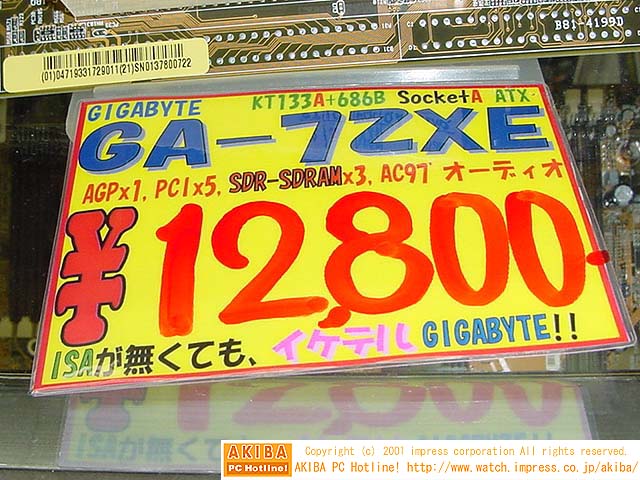 B81-4199D
(01)04719331729011(21)SN0137800722
GIGABYTE KT133A+686B SocketA ATX
GA-7ZXE
AGPx1, PCIx5, SDR-SDRAMx3, AC97 オーディオ
¥12,800-
ISAが無くても、イケテルGIGABYTE!!
AKIBA PC Hotline!
Copyright (c) 2001 impress corporation All rights reserved.
AKIBA PC Hotline! http://www.watch.impress.co.jp/akiba/